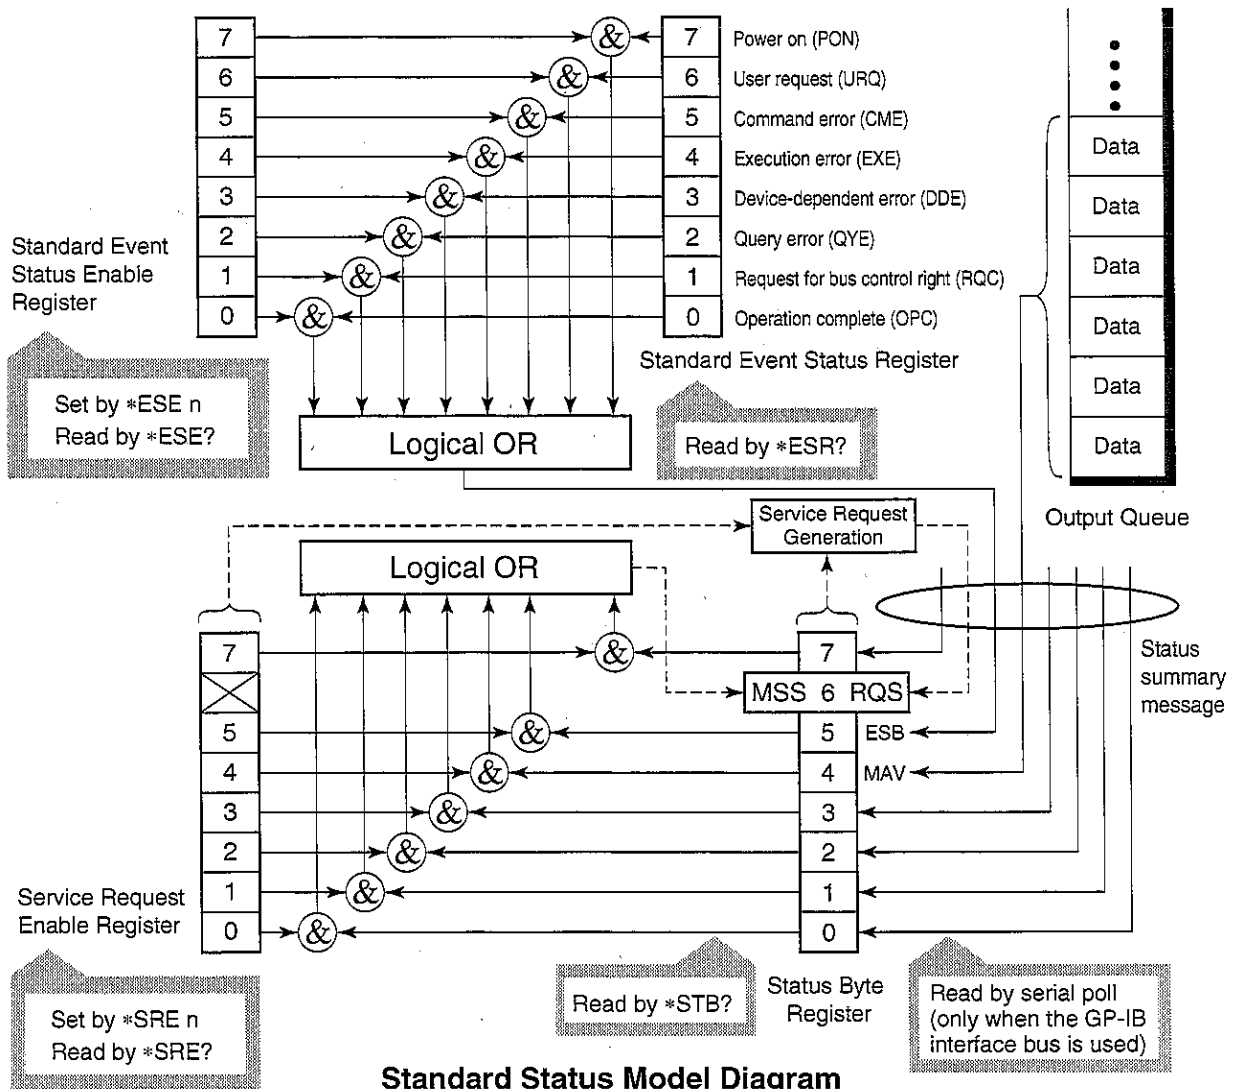 7 & 7 Power on (PON)
6 & 6 User request (URQ)
5 & 5 Command error (CME)
4 & 4 Execution error (EXE)
3 & 3 Device-dependent error (DDE)
2 & 2 Query error (QYE)
1 & 1 Request for bus control right (RQC)
0 & 0 Operation complete (OPC)
Standard Event
Status Enable
Register
Standard Event Status Register
Set by *ESE n
Read by *ESE?
Logical OR
Read by *ESR?
Data
Data
Data
Data
Data
Data
Output Queue
Service Request
Generation
Logical OR
7 & 7
MSS 6 RQS
5 & 5 ESB
4 & 4 MAV
3 & 3
2 & 2
1 & 1
0 & 0
Status
summary
message
Service Request
Enable Register
Set by *SRE n
Read by *SRE?
Read by *STB?
Status Byte
Register
Read by serial poll
(only when the GP-IB
interface bus is used)
Standard Status Model Diagram